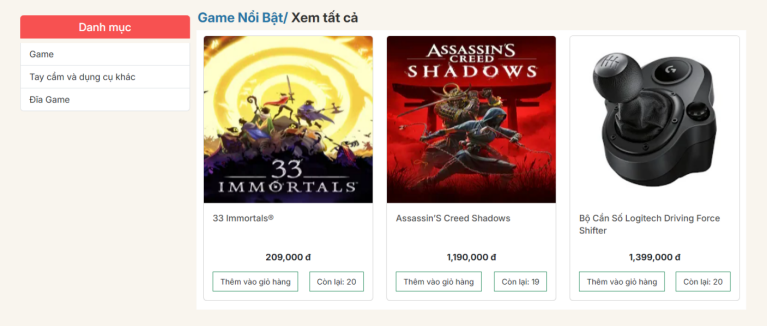 Danh mục
Game
Tay cầm và dụng cụ khác
Đĩa Game
Game Nổi Bật/ Xem tất cả
33
IMMORTALS
ASSASSIN'S
CREED
SHADOWS
G
33 Immortals®
209,000 đ
Thêm vào giỏ hàng
Còn lại: 20
Assassin'S Creed Shadows
1,190,000 đ
Thêm vào giỏ hàng
Còn lại: 19
Bộ Cần Số Logitech Driving Force
Shifter
1,399,000 đ
Thêm vào giỏ hàng
Còn lại: 20